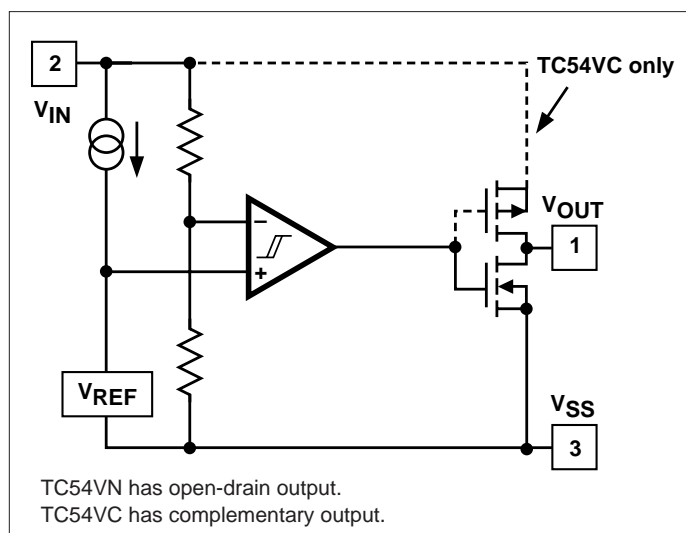 2
TC54VC only
VIN
VOUT
−
1
+
VREF
VSS
3
TC54VN has open-drain output.
TC54VC has complementary output.